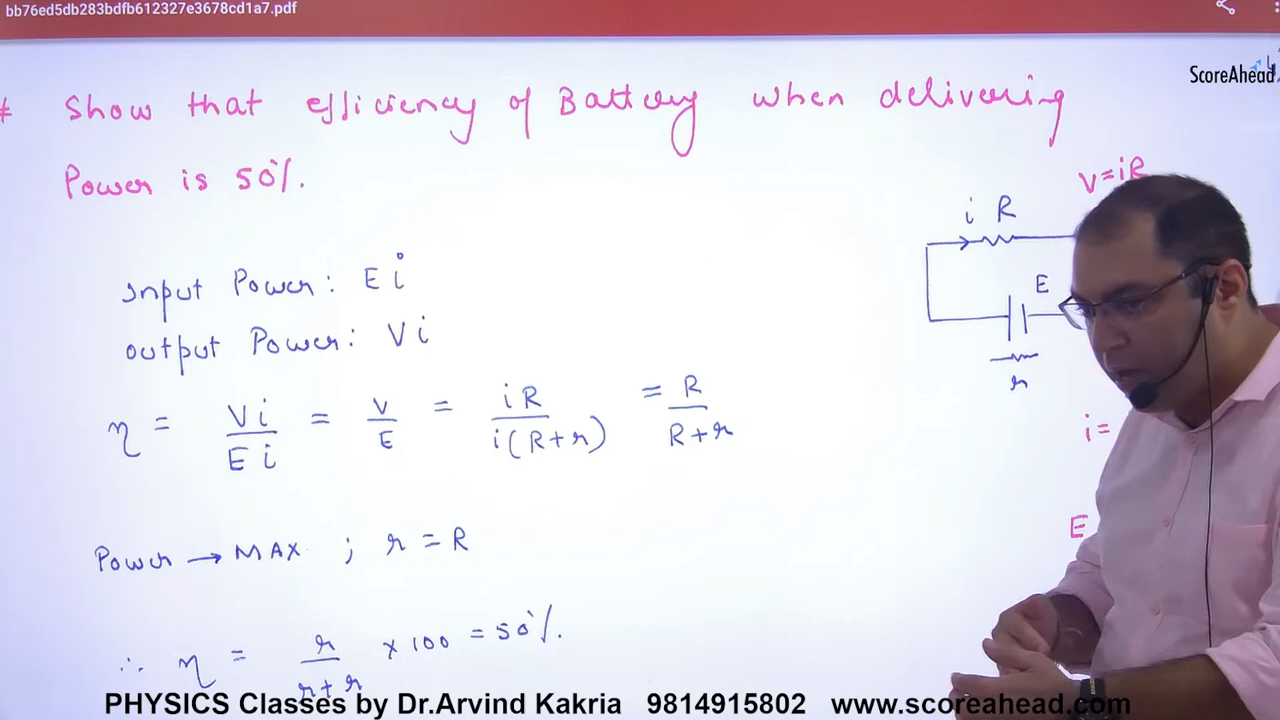 bb76ed5db283bdfb612327e3678cd1a7.pdf
ScoreAhead
Show that efficiency of Battery when delivering
Power is 50%.
V=iR
i R
E
r
Input Power: Ei
Output Power: Vi
η = Vi/Ei = V/E = iR/i(R+r) = R/R+r
i =
E
Power → MAX ; r = R
∴ η = r/r+r × 100 = 50%.
PHYSICS Classes by Dr.Arvind Kakria 9814915802 www.scoreahead.com